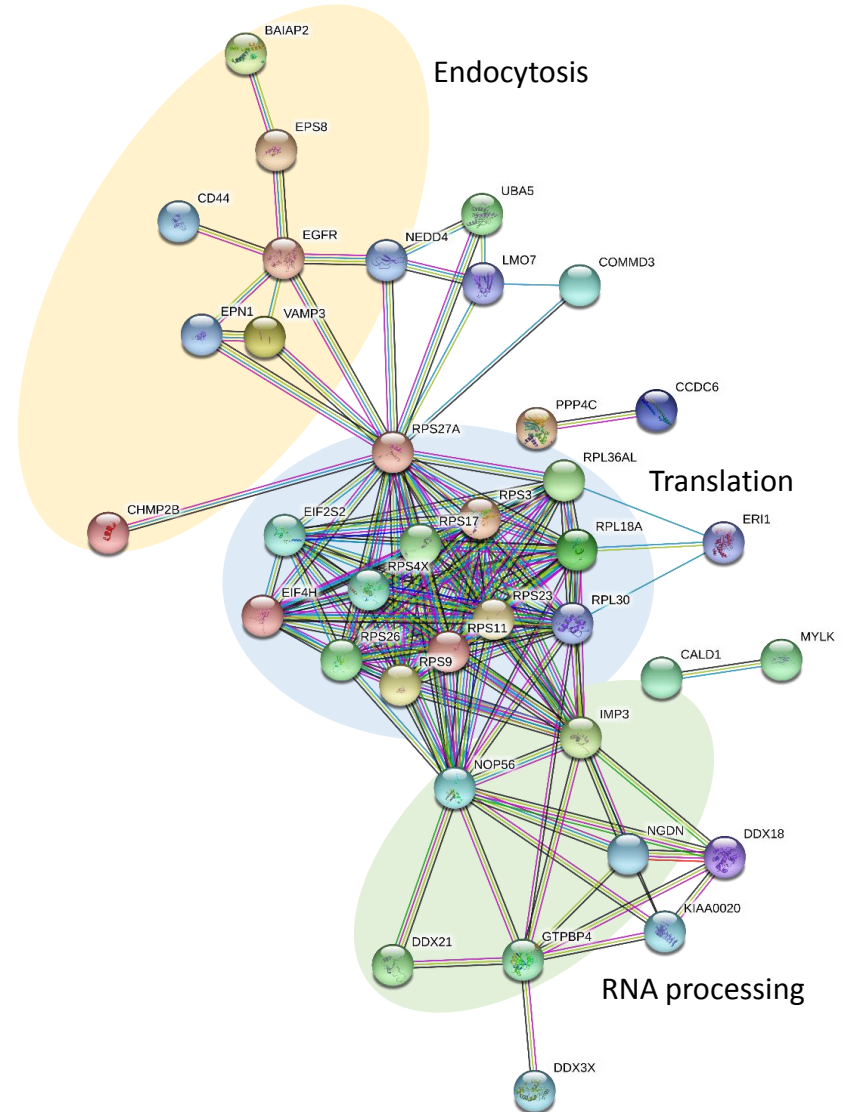 BAIAP2
Endocytosis
EPS8
CD44
UBA5
EGFR
NEDD4
LMO7
COMMD3
EPN1
VAMP3
CCDC6
PPP4C
RPS27A
RPL36AL
Translation
CHMP2B
EIF2S2
RPS17
RPS3
RPL18A
ERI1
RPS4X
EIF4H
RPS23
RPL30
RPS26
RPS11
RPS9
CALD1
MYLK
IMP3
NOP56
NGDN
DDX18
KIAA0020
DDX21
GTPBP4
RNA processing
DDX3X